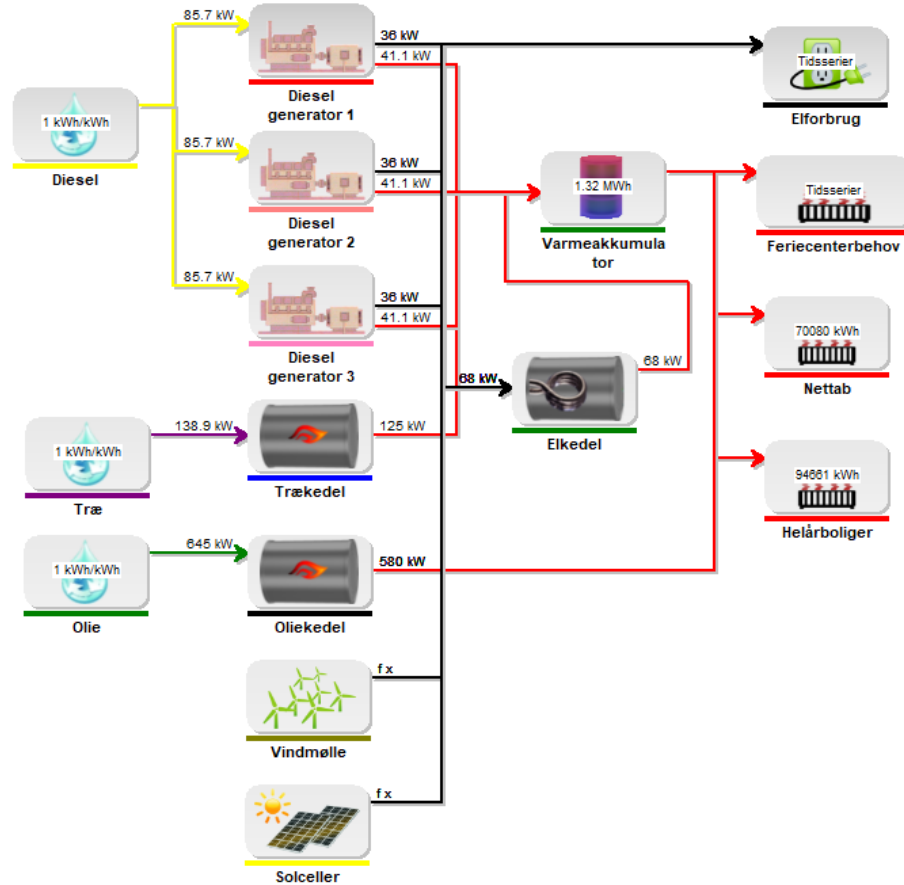 85.7 kW
36 kW
41.1 kW
Diesel
generator 1
Tidsserier
Elforbrug
1 kWh/kWh
Diesel
85.7 kW
36 kW
41.1 kW
Diesel
generator 2
1.32 MWh
Varmeakkumula
tor
Tidsserier
Feriecenterbehov
85.7 kW
36 kW
41.1 kW
Diesel
generator 3
70080 kWh
Nettab
68 kW
68 kW
Elkedel
138.9 kW
1 kWh/kWh
Træ
125 kW
Trækedel
94661 kWh
Helårboliger
645 kW
1 kWh/kWh
Olie
580 kW
Oliekedel
f x
Vindmølle
f x
Solceller